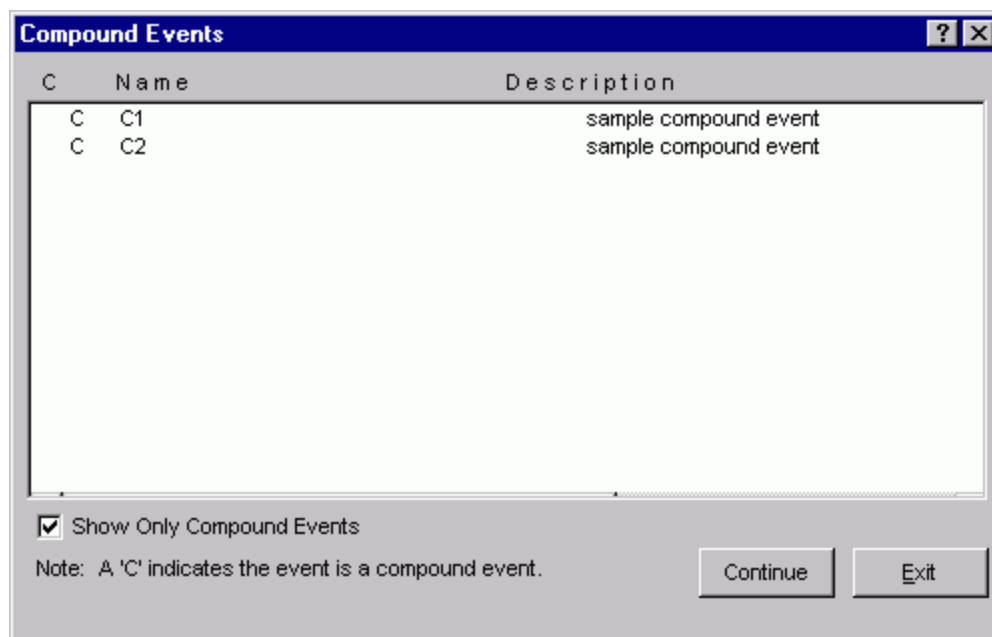 Compound Events
C Name Description
C C1 sample compound event
C C2 sample compound event
Show Only Compound Events
Note: A 'C' indicates the event is a compound event.
Continue Exit